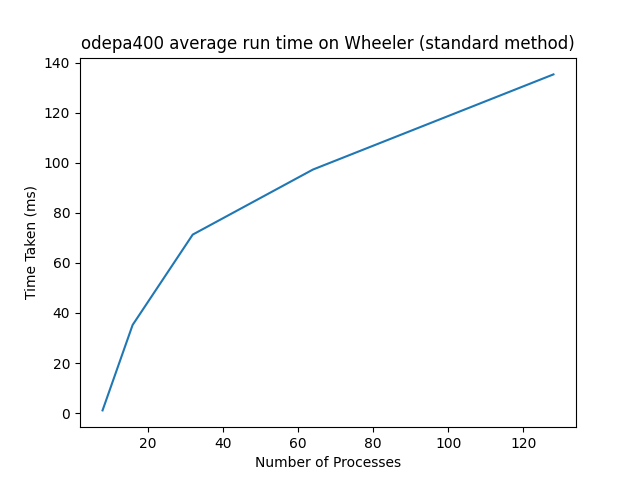 odepa400 average run time on Wheeler (standard method)
140
120
100
80
60
40
20
0
Time Taken (ms)
20 40 60 80 100 120
Number of Processes